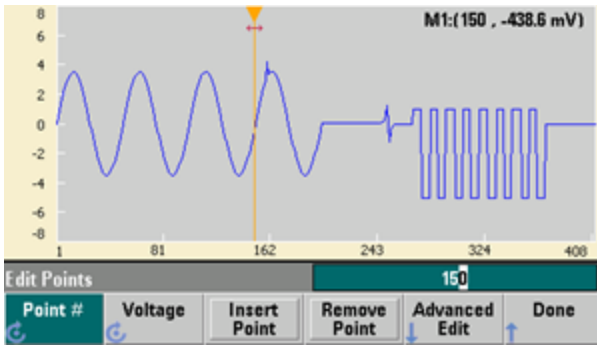 8
M1:(150 , -438.6 mV)
6
4
2
0
-2
-4
-6
-8
1 81 162 243 324 408
Edit Points
150
Point # Voltage Insert Point Remove Point Advanced Edit Done